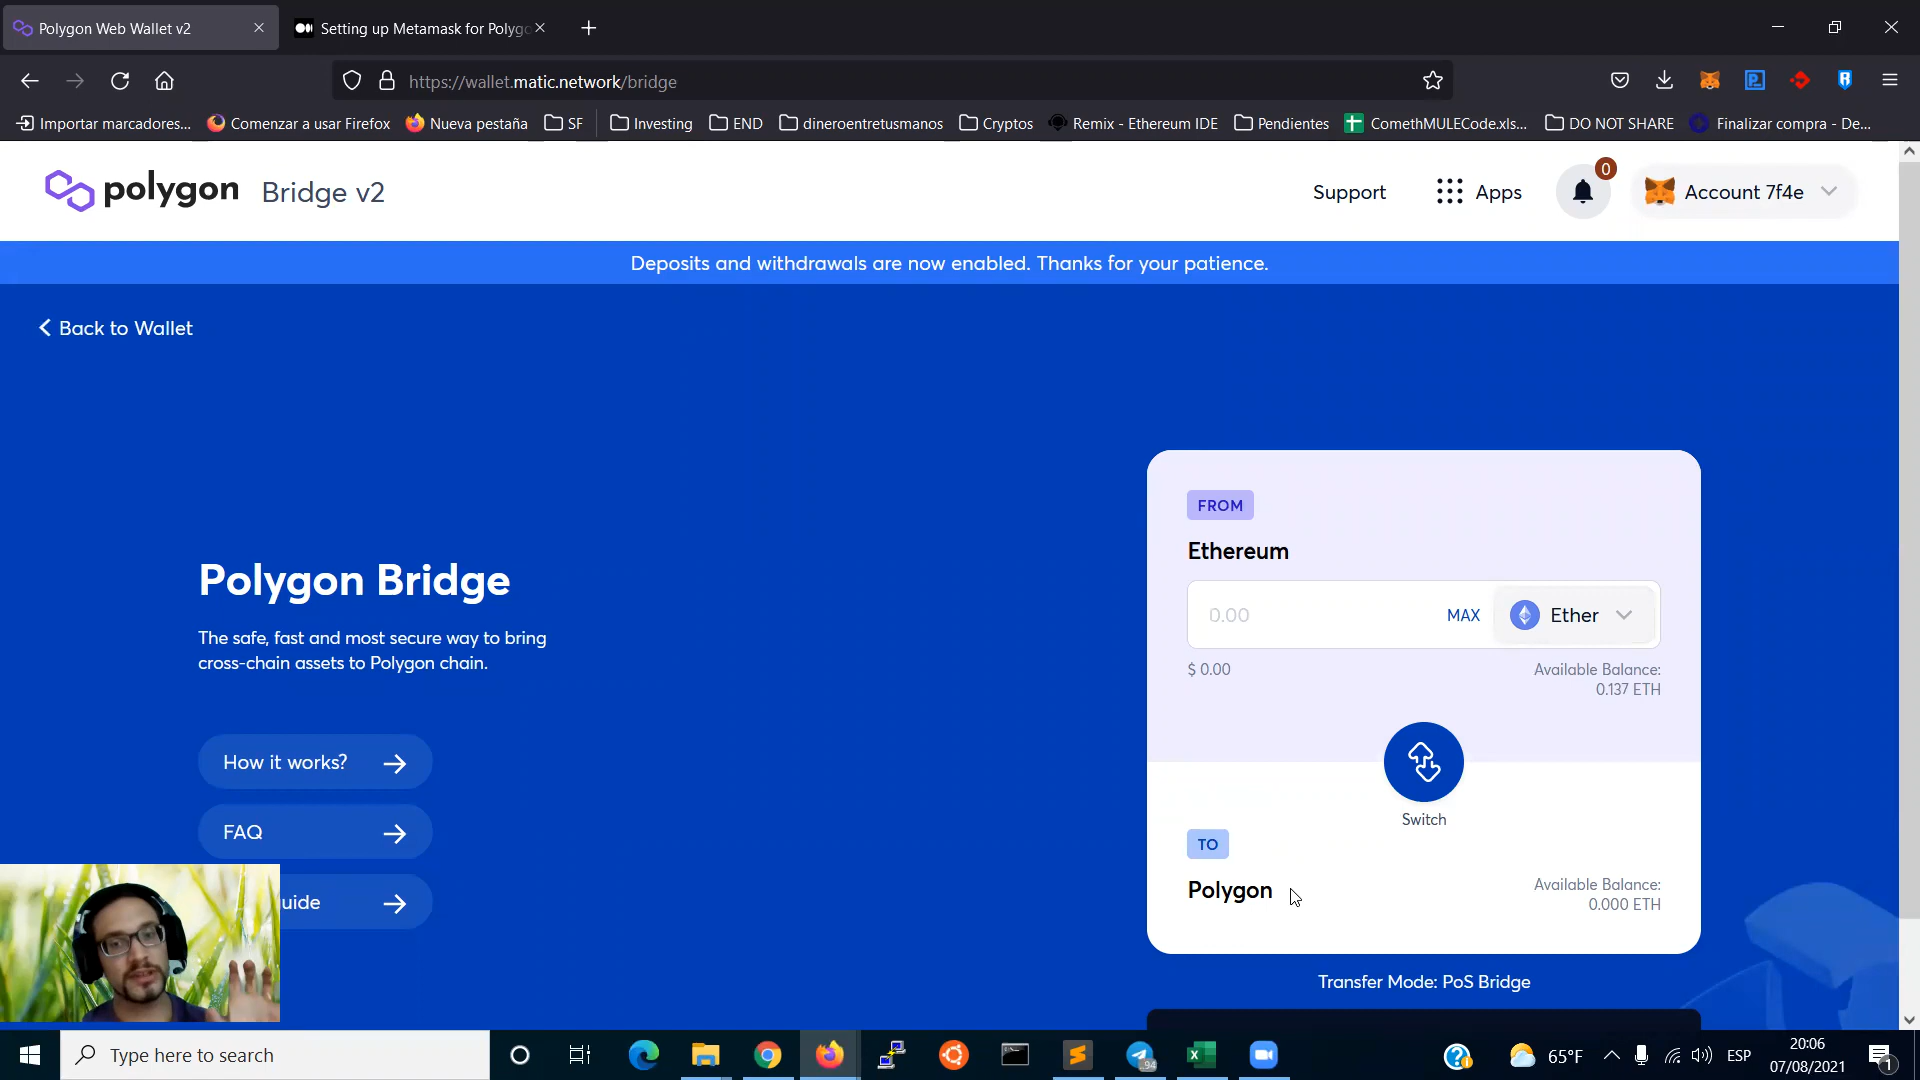 Polygon Web Wallet v2
Setting up Metamask for Polyg
https://wallet.matic.network/bridge
Importar marcadores...
Comenzar a usar Firefox
Nueva pestaña
SF
Investing
END
dineroentretusmanos
Cryptos
Remix - Ethereum IDE
Pendientes
ComethMULECode.xls...
DO NOT SHARE
Finalizar compra - De...
polygon Bridge v2
Support
Apps
0
Account 7f4e
Deposits and withdrawals are now enabled. Thanks for your patience.
Back to Wallet
Polygon Bridge
The safe, fast and most secure way to bring
cross-chain assets to Polygon chain.
How it works?
FAQ
uide
FROM
Ethereum
0.00
MAX
Ether
$ 0.00
Available Balance:
0.137 ETH
Switch
TO
Polygon
Available Balance:
0.000 ETH
Transfer Mode: PoS Bridge
Type here to search
94
65°F
ESP
20:06
07/08/2021
1